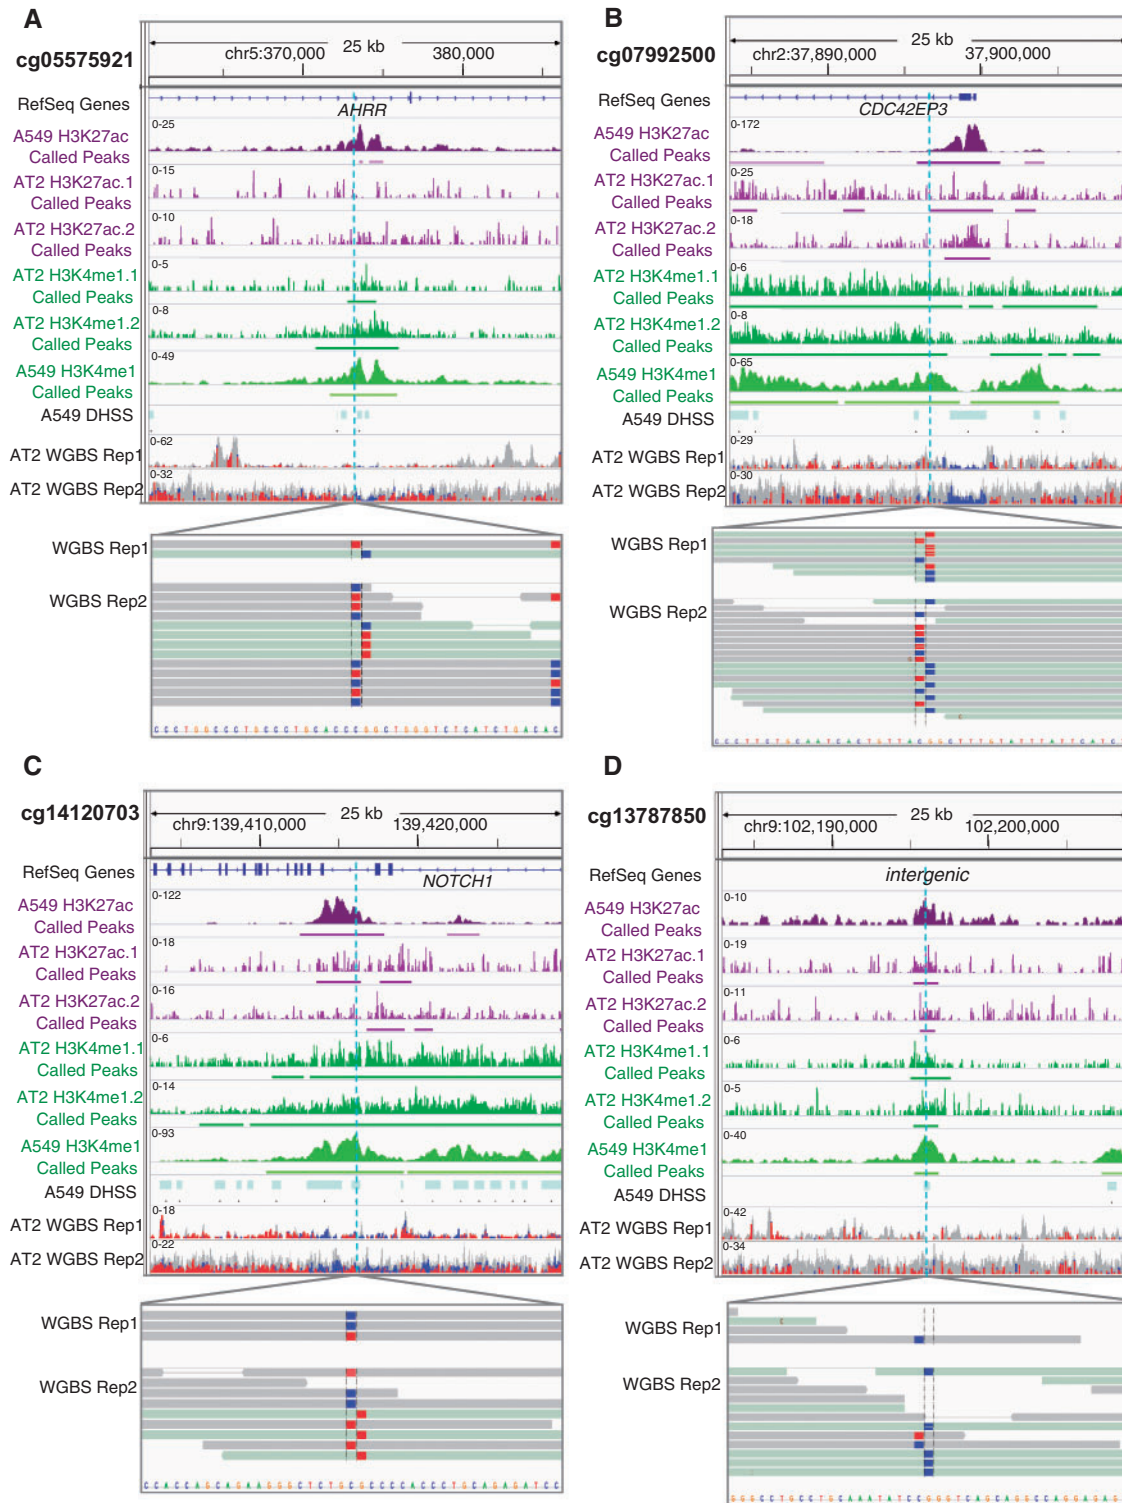 A
cg05575921
25 kb
chr5:370,000
380,000
RefSeq Genes
AHRR
A549 H3K27ac
Called Peaks
0-25
AT2 H3K27ac.1
Called Peaks
0-15
AT2 H3K27ac.2
Called Peaks
0-10
AT2 H3K4me1.1
Called Peaks
0-5
AT2 H3K4me1.2
Called Peaks
0-8
A549 H3K4me1
Called Peaks
0-49
A549 DHSS
AT2 WGBS Rep1
0-62
AT2 WGBS Rep2
0-32
WGBS Rep1
WGBS Rep2
B
cg07992500
25 kb
chr2:37,890,000
37,900,000
RefSeq Genes
CDC42EP3
A549 H3K27ac
Called Peaks
0-172
AT2 H3K27ac.1
Called Peaks
0-25
AT2 H3K27ac.2
Called Peaks
0-18
AT2 H3K4me1.1
Called Peaks
0-6
AT2 H3K4me1.2
Called Peaks
0-8
A549 H3K4me1
Called Peaks
0-65
A549 DHSS
AT2 WGBS Rep1
0-29
AT2 WGBS Rep2
0-30
WGBS Rep1
WGBS Rep2
C
cg14120703
25 kb
chr9:139,410,000
139,420,000
RefSeq Genes
NOTCH1
A549 H3K27ac
Called Peaks
0-122
AT2 H3K27ac.1
Called Peaks
0-18
AT2 H3K27ac.2
Called Peaks
0-16
AT2 H3K4me1.1
Called Peaks
0-6
AT2 H3K4me1.2
Called Peaks
0-14
A549 H3K4me1
Called Peaks
0-93
A549 DHSS
AT2 WGBS Rep1
0-18
AT2 WGBS Rep2
0-22
WGBS Rep1
WGBS Rep2
CCACCAGCAGAAGGGCTCTGCGCCCCACCCTGCAGAGATCC
D
cg13787850
25 kb
chr9:102,190,000
102,200,000
RefSeq Genes
intergenic
A549 H3K27ac
Called Peaks
0-10
AT2 H3K27ac.1
Called Peaks
0-19
AT2 H3K27ac.2
Called Peaks
0-11
AT2 H3K4me1.1
Called Peaks
0-6
AT2 H3K4me1.2
Called Peaks
0-5
A549 H3K4me1
Called Peaks
0-40
A549 DHSS
AT2 WGBS Rep1
0-42
AT2 WGBS Rep2
0-34
WGBS Rep1
WGBS Rep2